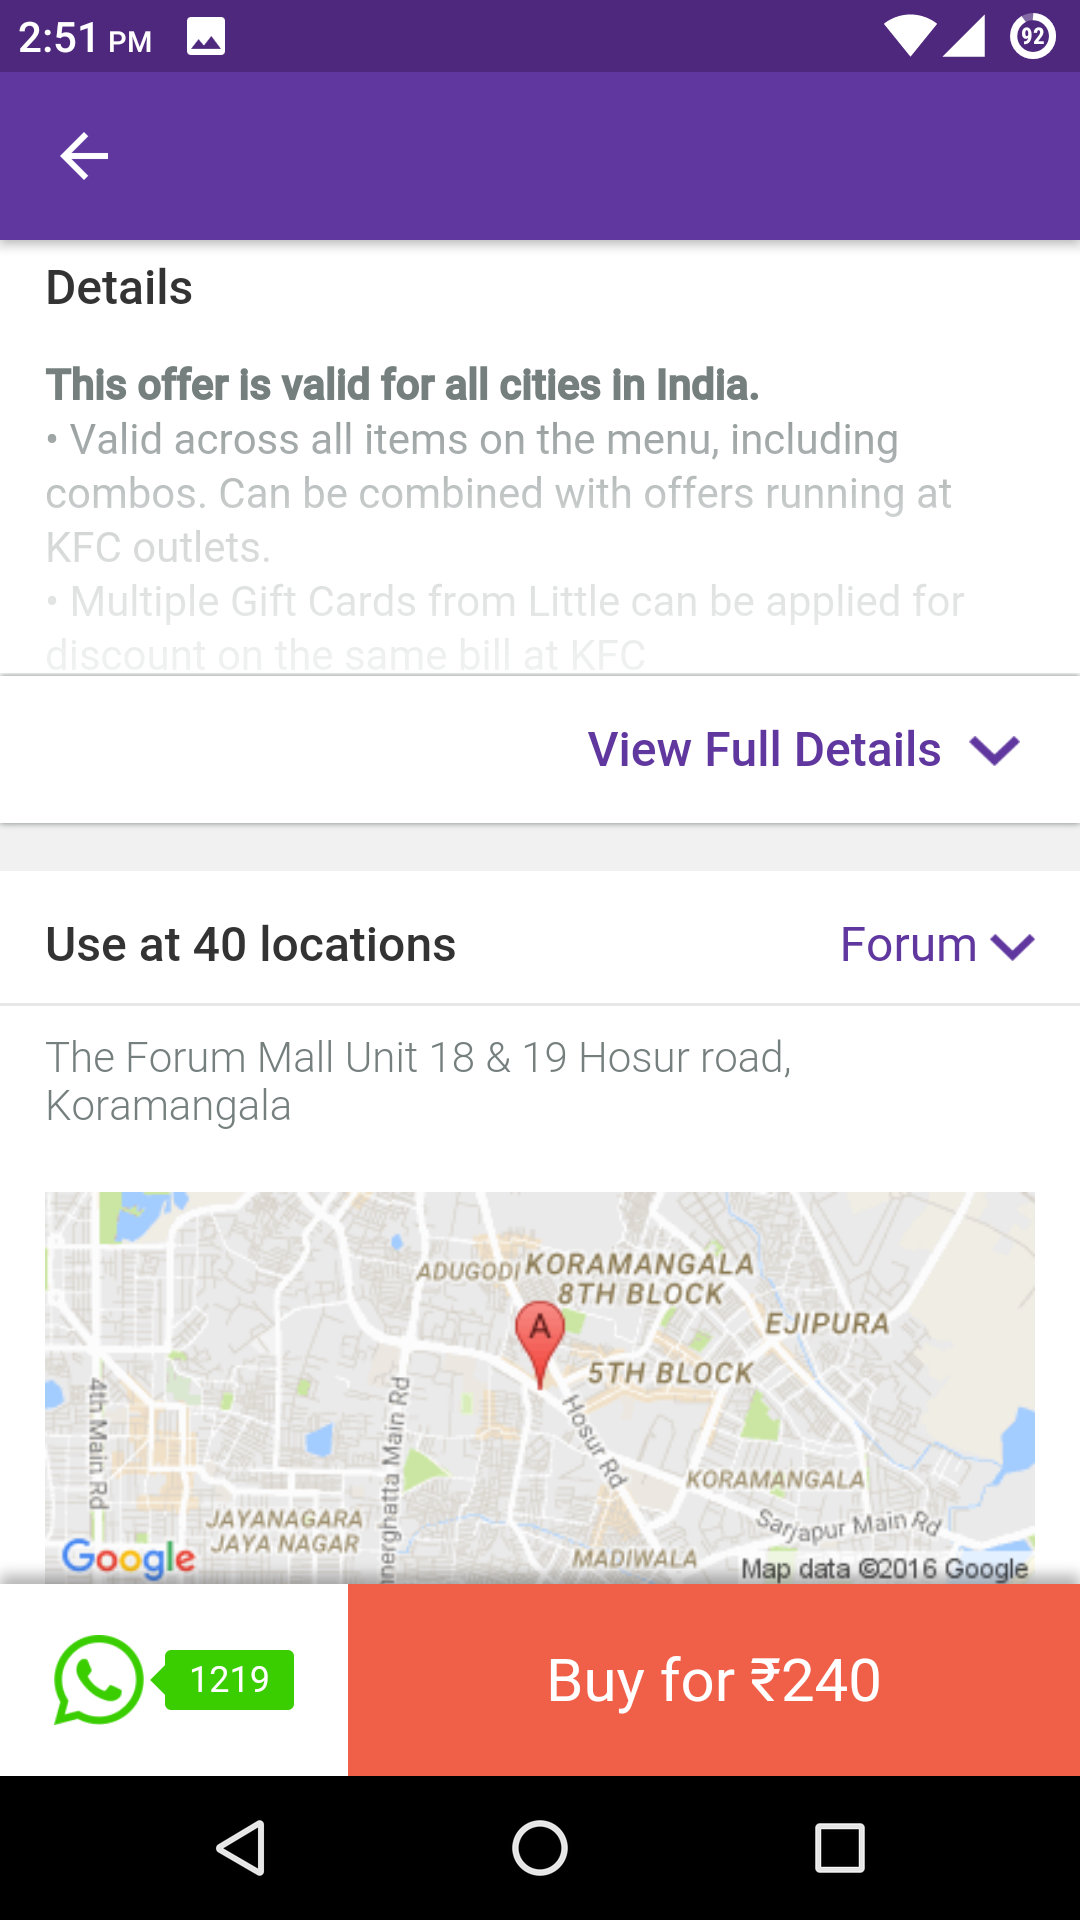 2:51 PM
92
Details
This offer is valid for all cities in India.
• Valid across all items on the menu, including
combos. Can be combined with offers running at
KFC outlets.
• Multiple Gift Cards from Little can be applied for
discount on the same bill at KFC
View Full Details
Use at 40 locations
Forum
The Forum Mall Unit 18 & 19 Hosur road,
Koramangala
ADUGODI
KORAMANGALA
8TH BLOCK
EJIPURA
A
5TH BLOCK
4th Main Rd
Hosur Rd
nerghatta Main Rd
KORAMANGALA
JAYANAGARA
JAYA NAGAR
Sarjapur Main Rd
MADIWALA
Google
Map data ©2016 Google
1219
Buy for ₹240